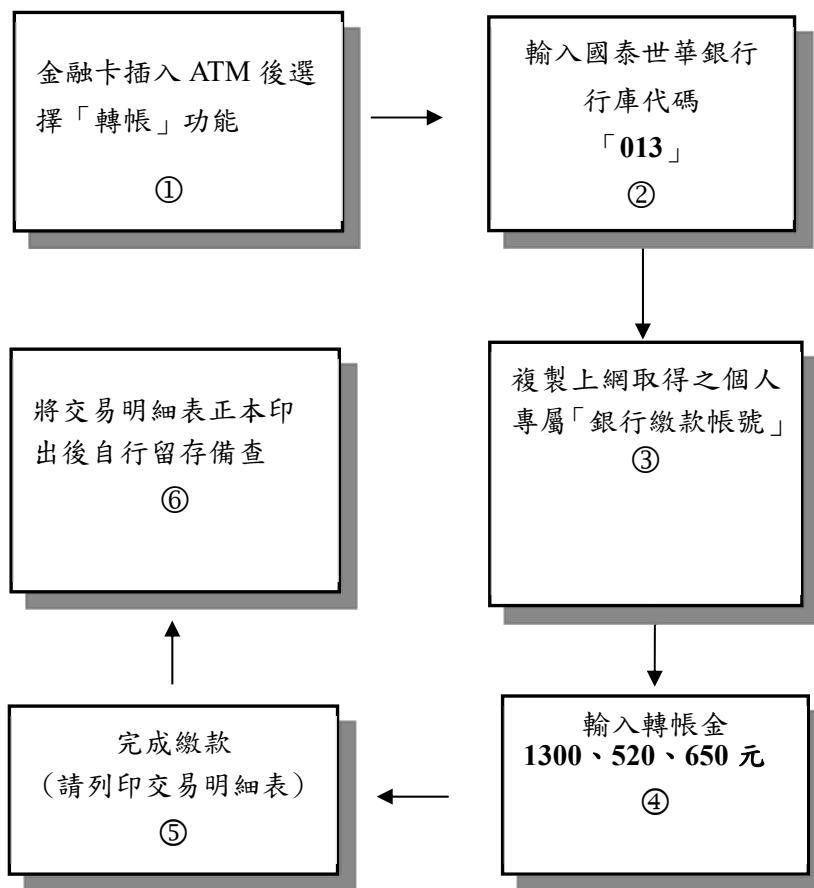 金融卡插入 ATM 後選
擇「轉帳」功能
①
輸入國泰世華銀行
行庫代碼
「013」
②
複製上網取得之個人
專屬「銀行繳款帳號」
③
輸入轉帳金
1300、520、650 元
④
完成繳款
（請列印交易明細表）
⑤
將交易明細表正本印
出後自行留存備查
⑥